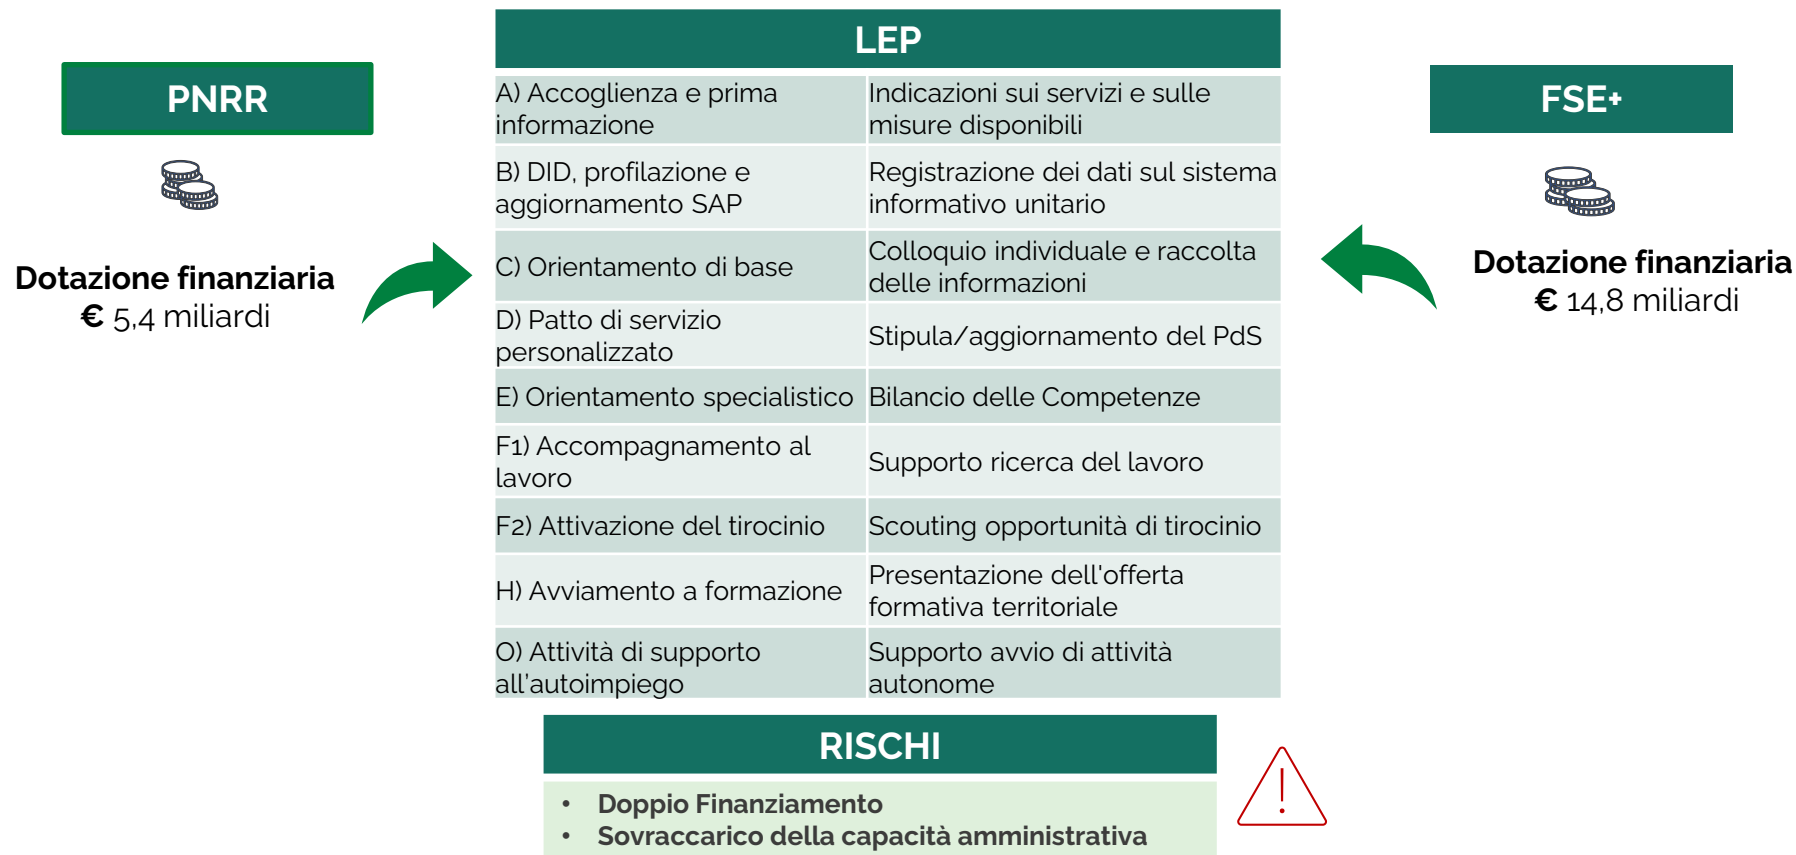 PNRR
Dotazione finanziaria
€ 5,4 miliardi
LEP
A) Accoglienza e prima
informazione
Indicazioni sui servizi e sulle
misure disponibili
B) DID, profilazione e
aggiornamento SAP
Registrazione dei dati sul sistema
informativo unitario
C) Orientamento di base
Colloquio individuale e raccolta
delle informazioni
D) Patto di servizio
personalizzato
Stipula/aggiornamento del PdS
E) Orientamento specialistico
Bilancio delle Competenze
F1) Accompagnamento al
lavoro
Supporto ricerca del lavoro
F2) Attivazione del tirocinio
Scouting opportunità di tirocinio
H) Avviamento a formazione
Presentazione dell'offerta
formativa territoriale
O) Attività di supporto
all’autoimpiego
Supporto avvio di attività
autonome
FSE+
Dotazione finanziaria
€ 14,8 miliardi
RISCHI
• Doppio Finanziamento
• Sovraccarico della capacità amministrativa